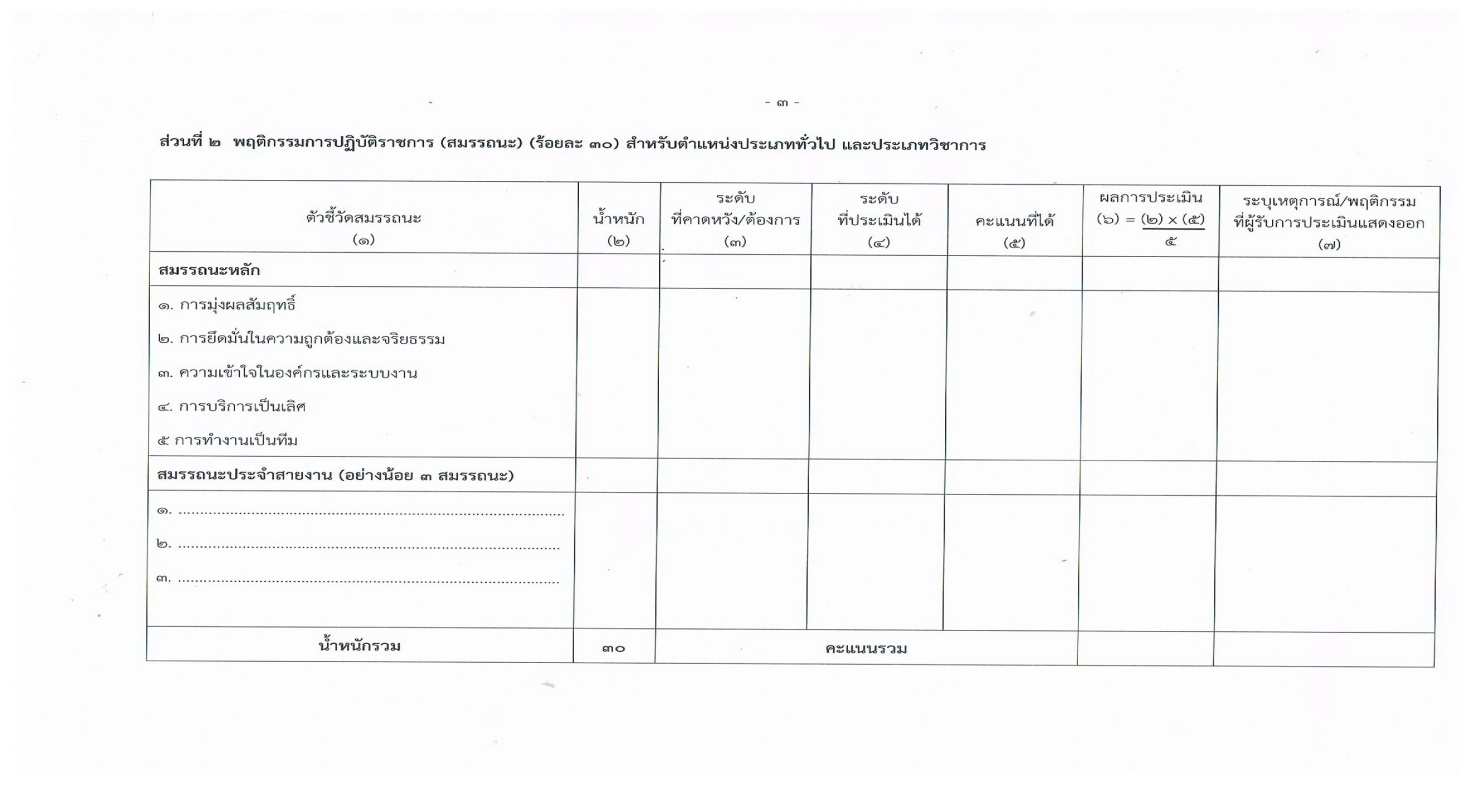 - ๓ -
ส่วนที่ ๒ พฤติกรรมการปฏิบัติราชการ (สมรรถนะ) (ร้อยละ ๓๐) สำหรับตำแหน่งประเภททั่วไป และประเภทวิชาการ
ตัวชี้วัดสมรรถนะ
(๑)
น้ำหนัก
(๒)
ระดับ
ที่คาดหวัง/ต้องการ
(๓)
ระดับ
ที่ประเมินได้
(๔)
คะแนนที่ได้
(๕)
ผลการประเมิน
(๖) = (๒) x (๕)
๕
ระบุเหตุการณ์/พฤติกรรม
ที่ผู้รับการประเมินแสดงออก
(๗)
สมรรถนะหลัก
๑. การมุ่งผลสัมฤทธิ์
๒. การยึดมั่นในความถูกต้องและจริยธรรม
๓. ความเข้าใจในองค์กรและระบบงาน
๔. การบริการเป็นเลิศ
๕ การทำงานเป็นทีม
สมรรถนะประจำสายงาน (อย่างน้อย ๓ สมรรถนะ)
๑. ............................................................................................
๒. ............................................................................................
๓. ............................................................................................
น้ำหนักรวม ๓๐ คะแนนรวม